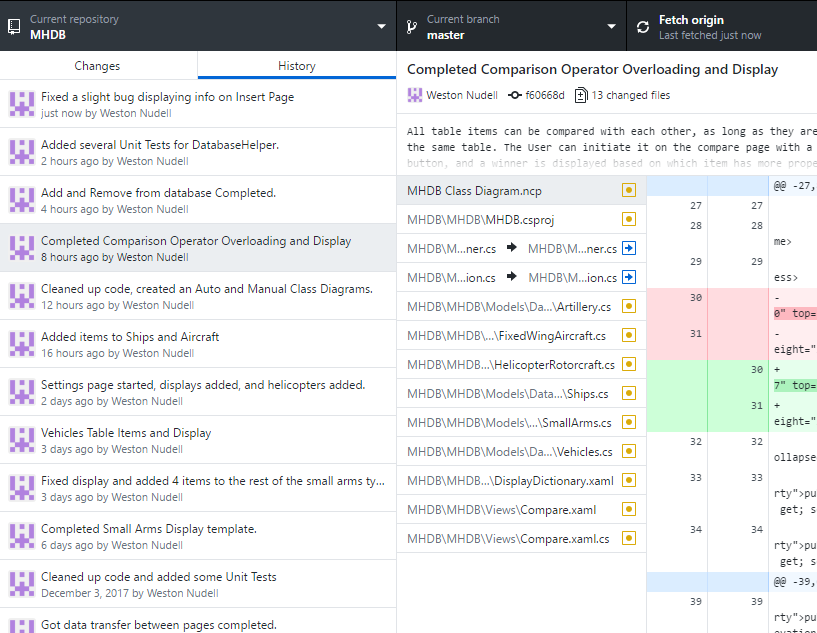 Current repository
MHDB
Current branch
master
Fetch origin
Last fetched just now
Changes
History
Fixed a slight bug displaying info on Insert Page
just now by Weston Nudell
Added several Unit Tests for DatabaseHelper.
2 hours ago by Weston Nudell
Add and Remove from database Completed.
4 hours ago by Weston Nudell
Completed Comparison Operator Overloading and Display
8 hours ago by Weston Nudell
Cleaned up code, created an Auto and Manual Class Diagrams.
12 hours ago by Weston Nudell
Added items to Ships and Aircraft
16 hours ago by Weston Nudell
Settings page started, displays added, and helicopters added.
2 days ago by Weston Nudell
Vehicles Table Items and Display
3 days ago by Weston Nudell
Fixed display and added 4 items to the rest of the small arms ty...
3 days ago by Weston Nudell
Completed Small Arms Display template.
6 days ago by Weston Nudell
Cleaned up code and added some Unit Tests
December 3, 2017 by Weston Nudell
Got data transfer between pages completed.
Completed Comparison Operator Overloading and Display
Weston Nudell f60668d 13 changed files
All table items can be compared with each other, as long as they are
the same table. The User can initiate it on the compare page with a
button, and a winner is displayed based on which item has more prope
MHDB Class Diagram.ncp
MHDB\MHDB\MHDB.csproj
MHDB\M...ner.cs → MHDB\M...ner.cs
MHDB\M...ion.cs → MHDB\M...ion.cs
MHDB\MHDB\Models\Da...\Artillery.cs
MHDB\MHDB\...\FixedWingAircraft.cs
MHDB\MHDB...\HelicopterRotorcraft.cs
MHDB\MHDB\Models\Data...\Ships.cs
MHDB\MHDB\Models\...\SmallArms.cs
MHDB\MHDB\Models\Da...\Vehicles.cs
MHDB\MHDB...\DisplayDictionary.xaml
MHDB\MHDB\Views\Compare.xaml
MHDB\MHDB\Views\Compare.xaml.cs
@@ -27,
27 27
28 28
me>
29 29
ess>
30 -
0" top=
31 -
eight="
30 +
7" top=
31 +
eight="
32 32
ollapse
33 33
rty">pu
get; s
34 34
rty">pu
get; s
@@ -39,
39 39
rty">pu